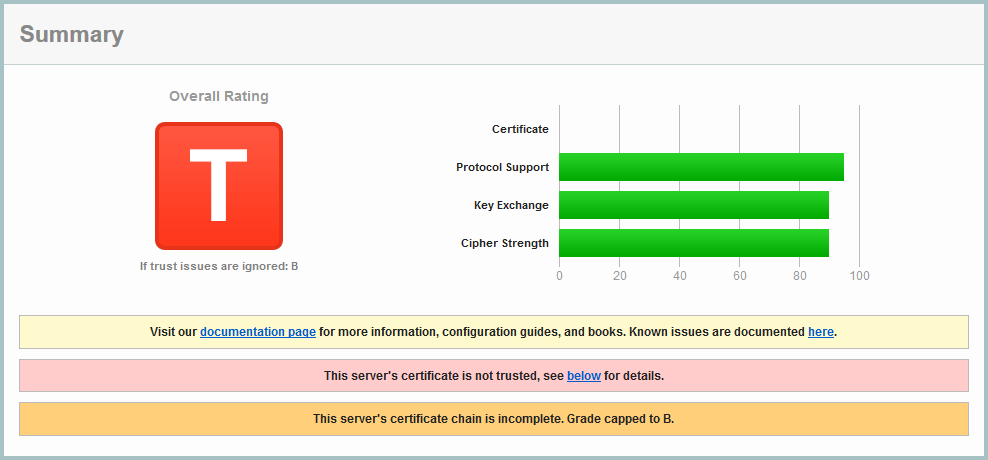 Summary
Overall Rating
T
If trust issues are ignored: B
Certificate
Protocol Support
Key Exchange
Cipher Strength
0 20 40 60 80 100
Visit our documentation page for more information, configuration guides, and books. Known issues are documented here.
This server's certificate is not trusted, see below for details.
This server's certificate chain is incomplete. Grade capped to B.